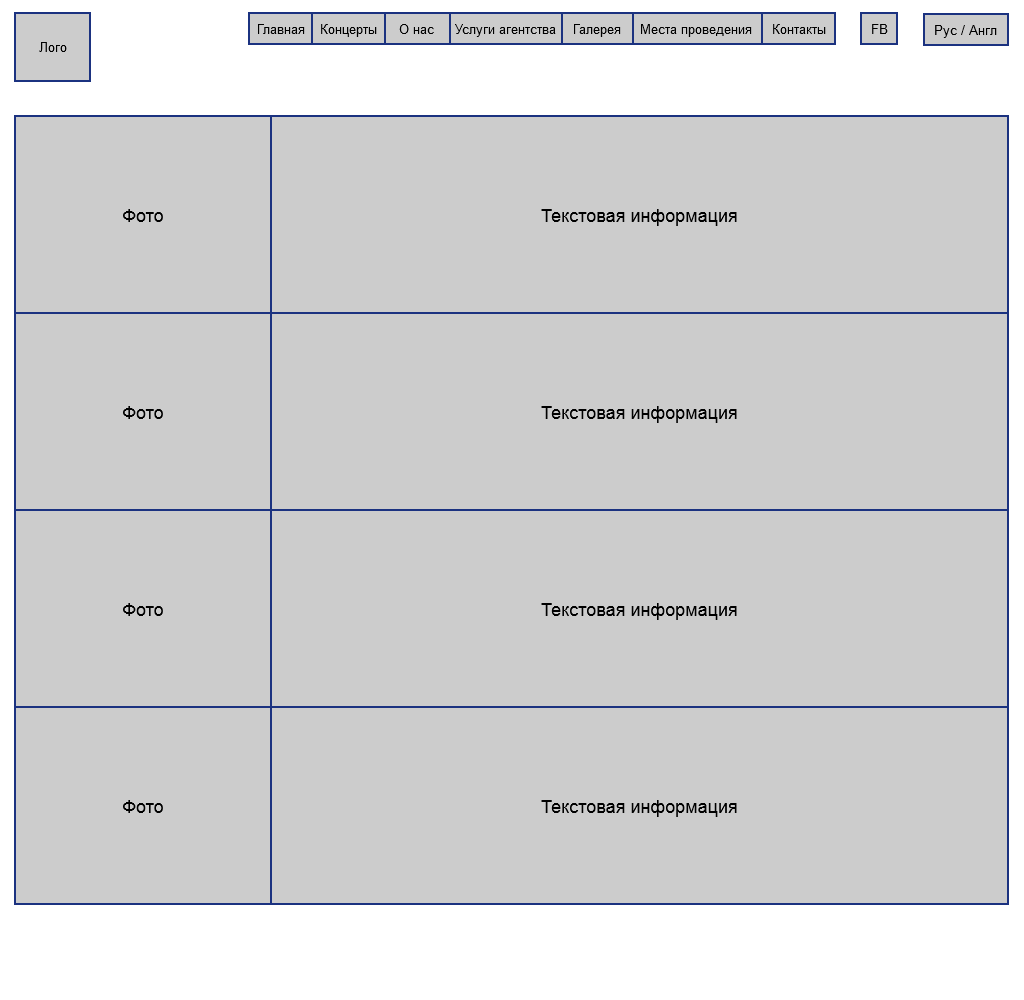 Лого
Главная
Концерты
О нас
Услуги агентства
Галерея
Места проведения
Контакты
FB
Рус / Англ
Фото
Текстовая информация
Фото
Текстовая информация
Фото
Текстовая информация
Фото
Текстовая информация